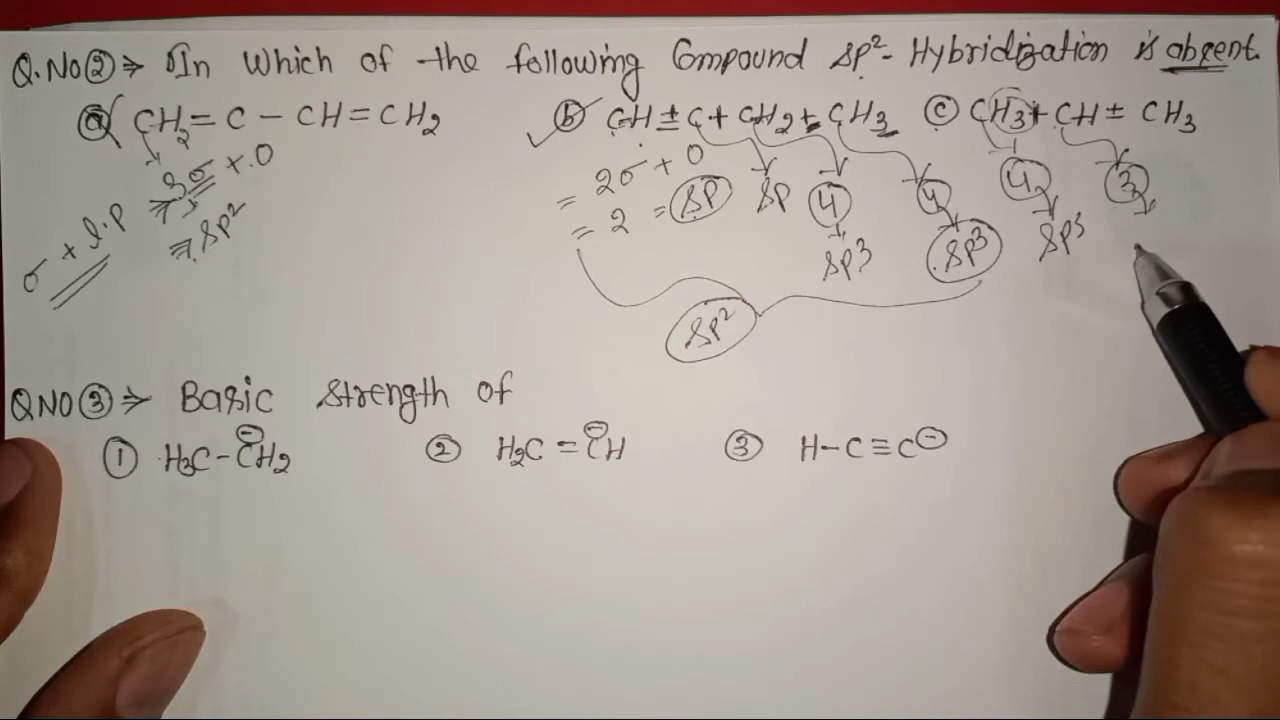 Q.No② ⇒ In Which of the following Compound SP²- Hybridization is absent.
ⓐ CH₂ = C - CH = CH₂ ⓑ CH ≡ C + CH₂ + CH₃ ⓒ CH₃ + CH = CH₃
σ + l.p ⇒ 3σ + 0 = 2σ + 0 SP 4 4 4 3
⇒ SP² = 2 = SP SP³ SP³ SP³
SP²
QNO③ ⇒ Basic Strength of
① H₃C - C⊖H₂ ② H₂C = C⊖H ③ H - C ≡ C⊖